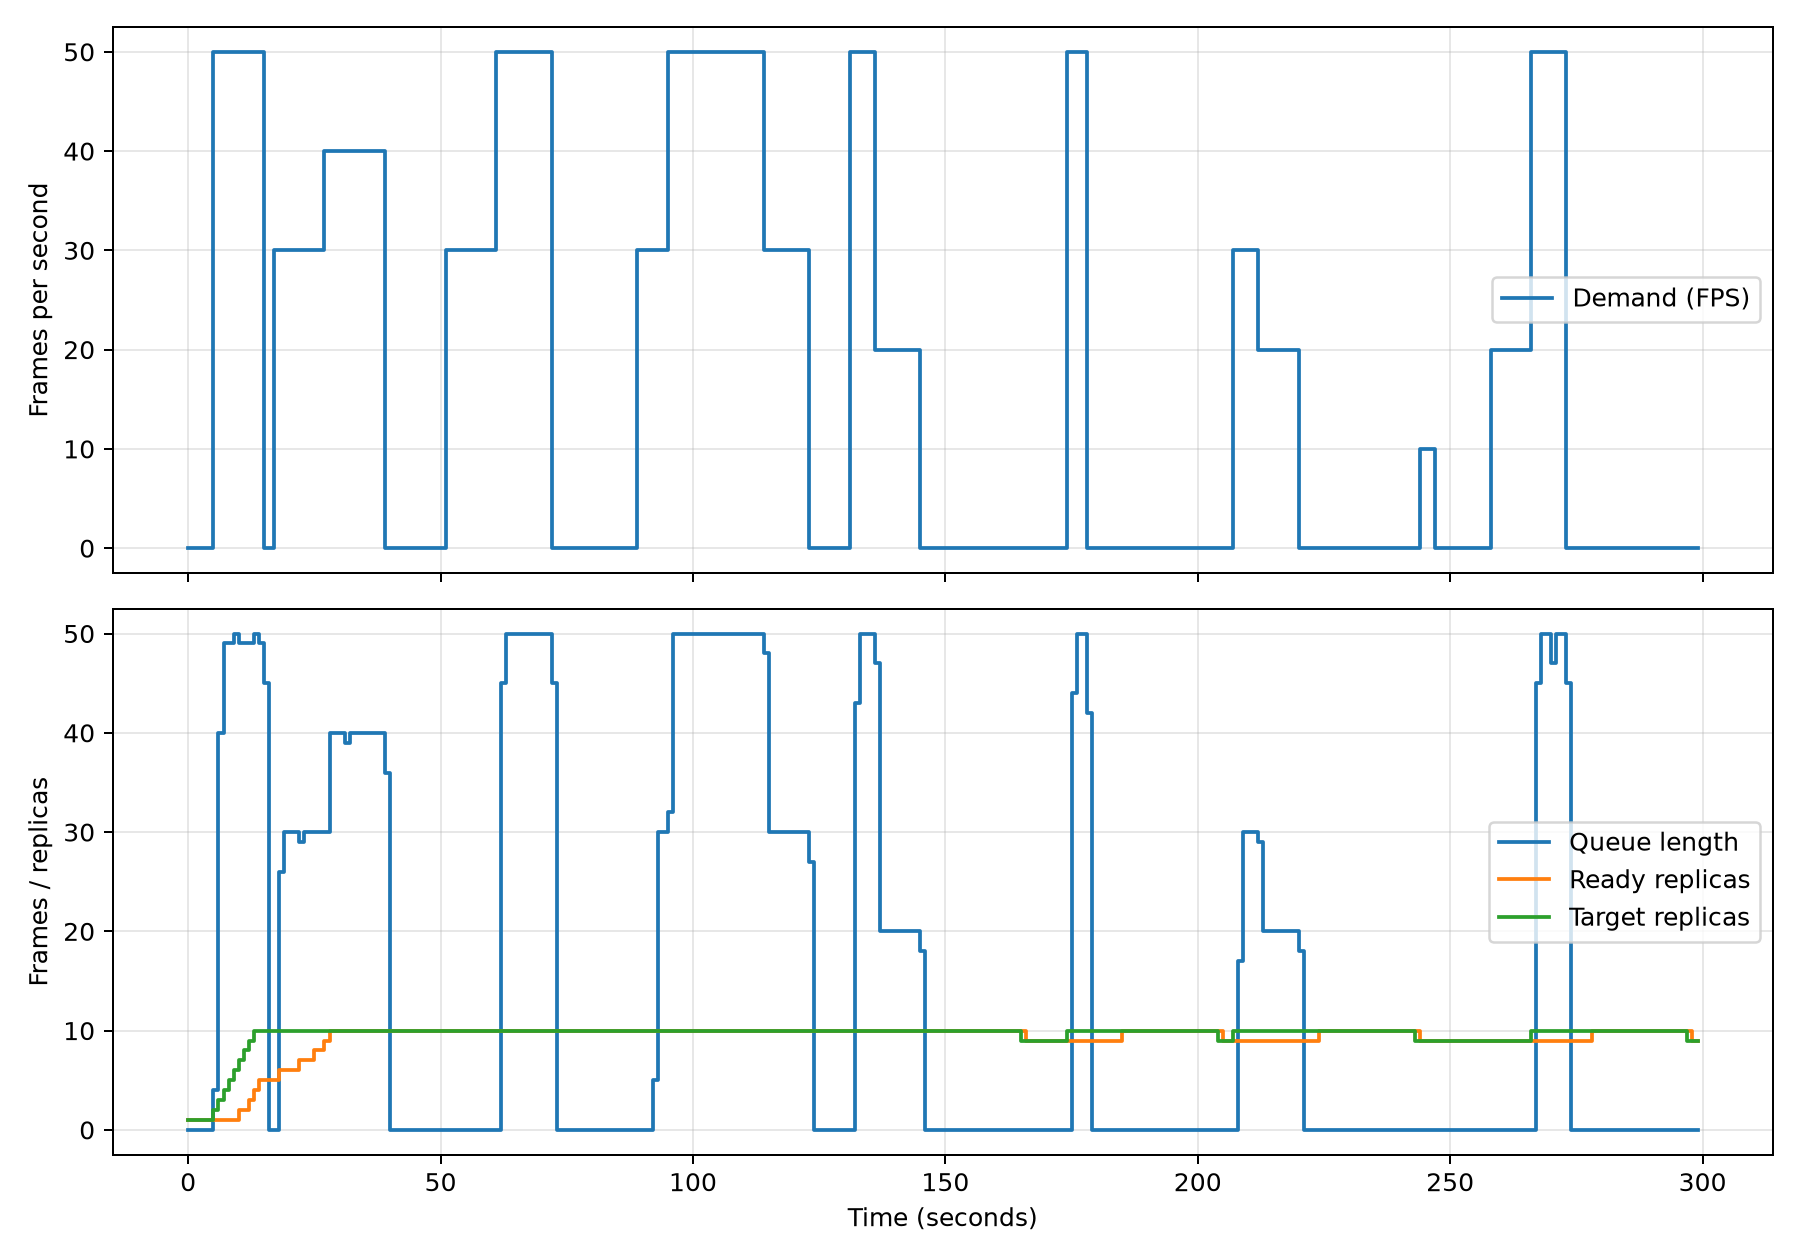 50
40
30
20
10
0
Frames per second
Demand (FPS)
50
40
30
20
10
0
Frames / replicas
Queue length
Ready replicas
Target replicas
0 50 100 150 200 250 300
Time (seconds)